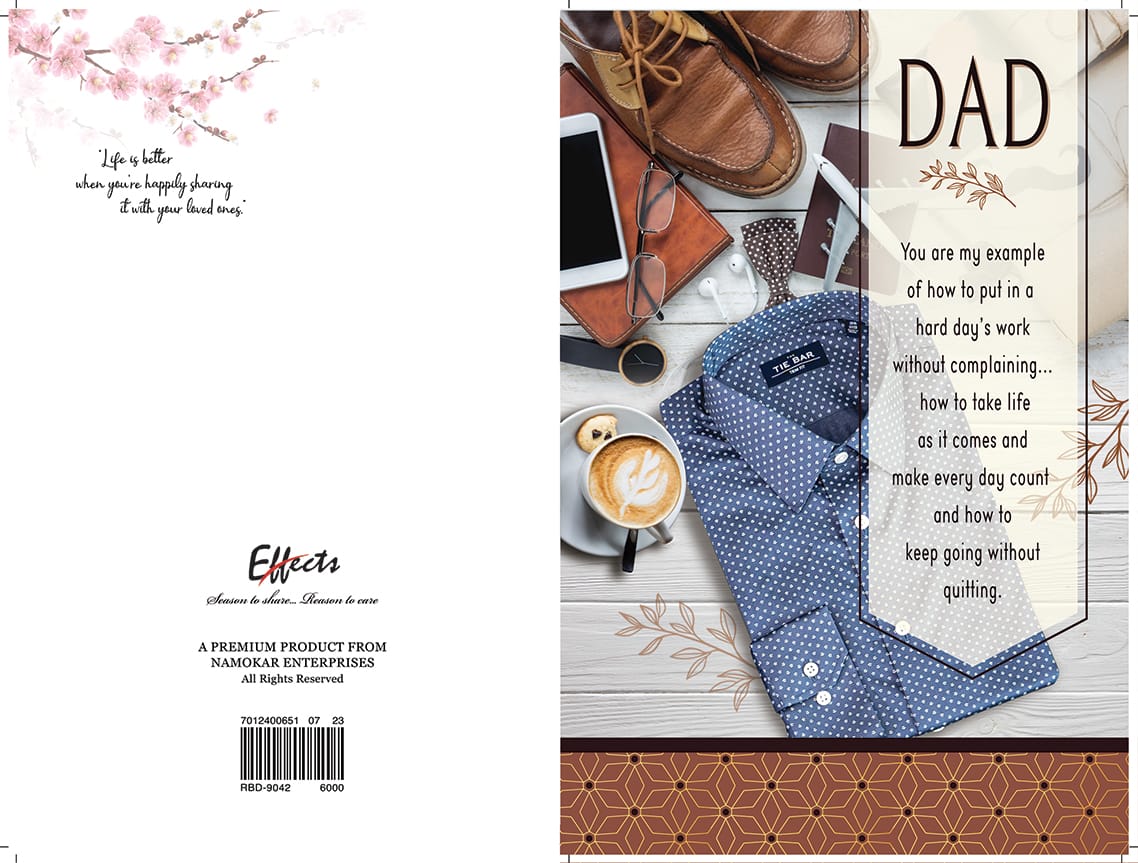 "Life is better
when you're happily sharing
it with your loved ones."
Effects
Season to share... Reason to care
A PREMIUM PRODUCT FROM
NAMOKAR ENTERPRISES
All Rights Reserved
7012400651 07 23
RBD-9042 6000
DAD
You are my example
of how to put in a
hard day's work
without complaining...
how to take life
as it comes and
make every day count
and how to
keep going without
quitting.
TIE BAR